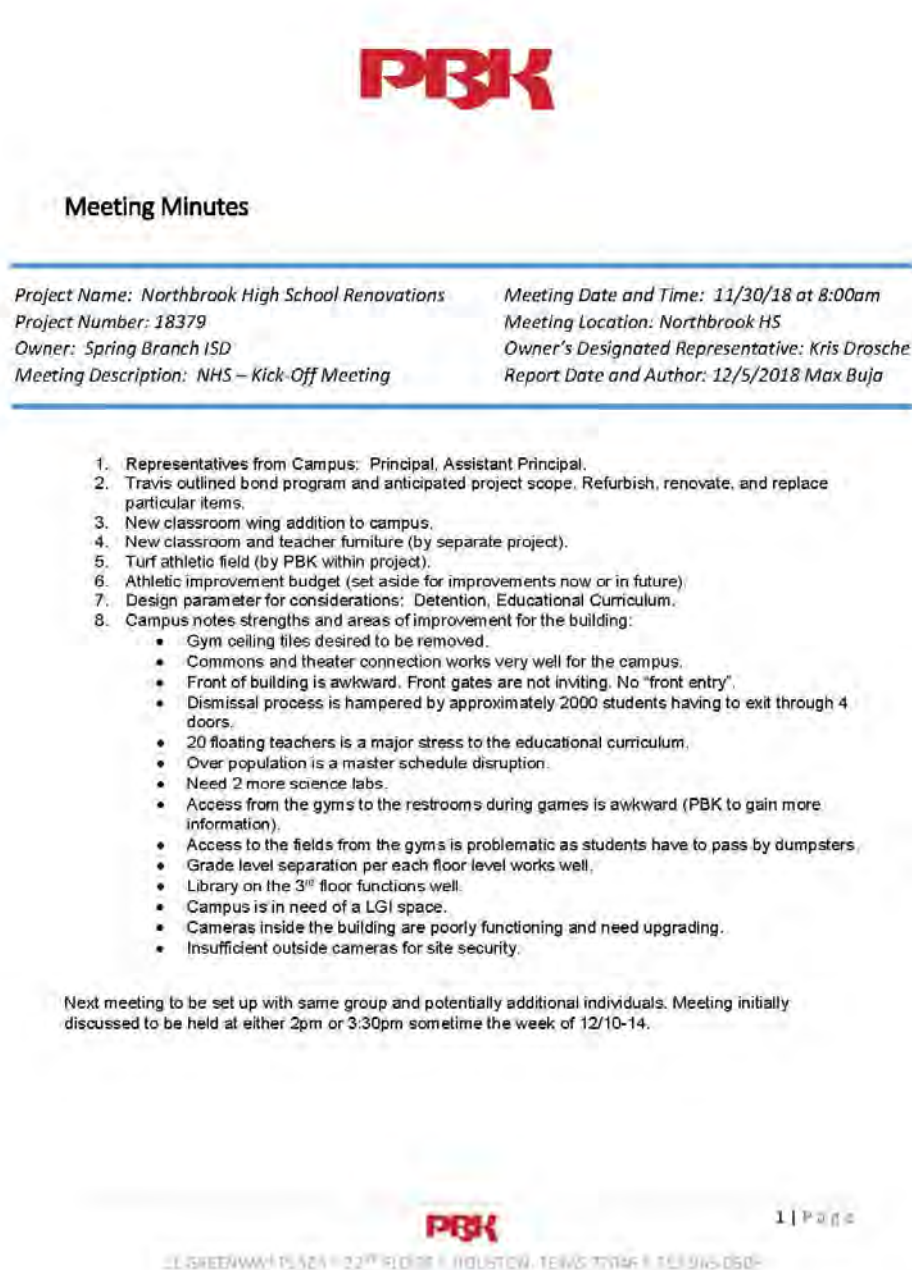 PBK
Meeting Minutes
Project Name: Northbrook High School Renovations
Project Number: 18379
Owner: Spring Branch ISD
Meeting Description: NHS – Kick-Off Meeting
Meeting Date and Time: 11/30/18 at 8:00am
Meeting Location: Northbrook HS
Owner's Designated Representative: Kris Drosche
Report Date and Author: 12/5/2018 Max Buja
1. Representatives from Campus: Principal, Assistant Principal.
2. Travis outlined bond program and anticipated project scope. Refurbish, renovate, and replace
particular items.
3. New classroom wing addition to campus.
4. New classroom and teacher furniture (by separate project).
5. Turf athletic field (by PBK within project).
6. Athletic improvement budget (set aside for improvements now or in future)
7. Design parameter for considerations: Detention, Educational Curriculum.
8. Campus notes strengths and areas of improvement for the building:
• Gym ceiling tiles desired to be removed.
• Commons and theater connection works very well for the campus.
• Front of building is awkward. Front gates are not inviting. No "front entry".
• Dismissal process is hampered by approximately 2000 students having to exit through 4
doors.
• 20 floating teachers is a major stress to the educational curriculum.
• Over population is a master schedule disruption.
• Need 2 more science labs.
• Access from the gyms to the restrooms during games is awkward (PBK to gain more
information).
• Access to the fields from the gyms is problematic as students have to pass by dumpsters
• Grade level separation per each floor level works well.
• Library on the 3rd floor functions well.
• Campus is in need of a LGI space.
• Cameras inside the building are poorly functioning and need upgrading.
• Insufficient outside cameras for site security.
Next meeting to be set up with same group and potentially additional individuals. Meeting initially
discussed to be held at either 2pm or 3:30pm sometime the week of 12/10-14.
PBK
1 | Page
GREENWAY PLAZA 22ND FLOOR HOUSTON, TEXAS